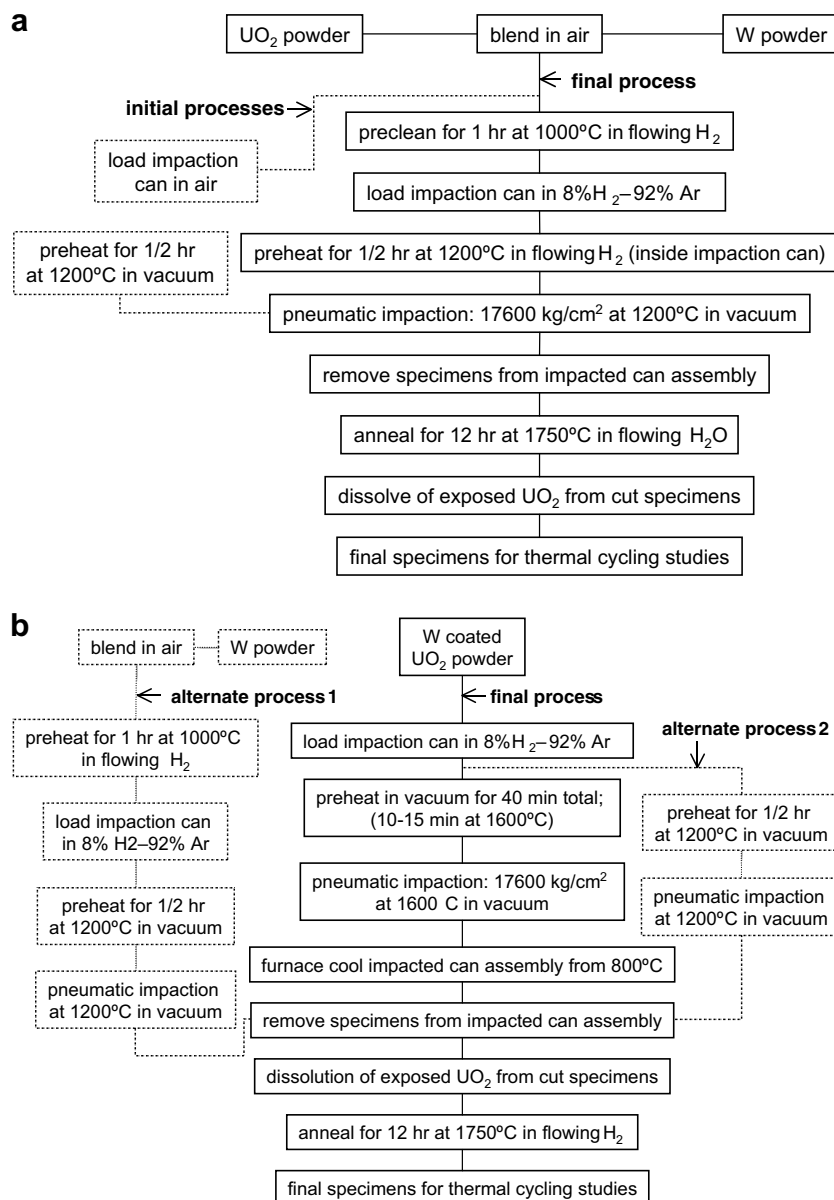 a
UO2 powder
blend in air
W powder
final process
initial processes
preclean for 1 hr at 1000ºC in flowing H2
load impaction
can in air
load impaction can in 8%H2–92% Ar
preheat for 1/2 hr
at 1200ºC in vacuum
preheat for 1/2 hr at 1200ºC in flowing H2 (inside impaction can)
pneumatic impaction: 17600 kg/cm2 at 1200ºC in vacuum
remove specimens from impacted can assembly
anneal for 12 hr at 1750ºC in flowing H2O
dissolve of exposed UO2 from cut specimens
final specimens for thermal cycling studies
b
blend in air
W powder
W coated
UO2 powder
alternate process 1
final process
alternate process 2
preheat for 1 hr at 1000ºC
in flowing H2
load impaction can in 8%H2–92% Ar
preheat in vacuum for 40 min total;
(10-15 min at 1600ºC)
preheat for 1/2 hr
at 1200ºC in vacuum
load impaction can
in 8% H2–92% Ar
pneumatic impaction: 17600 kg/cm2
at 1600 C in vacuum
pneumatic impaction
at 1200ºC in vacuum
preheat for 1/2 hr
at 1200ºC in vacuum
furnace cool impacted can assembly from 800ºC
pneumatic impaction
at 1200ºC in vacuum
remove specimens from impacted can assembly
dissolution of exposed UO2 from cut specimens
anneal for 12 hr at 1750ºC in flowing H2
final specimens for thermal cycling studies